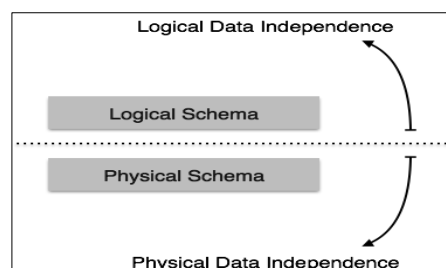 Logical Data Independence
Logical Schema
Physical Schema
Physical Data Independence